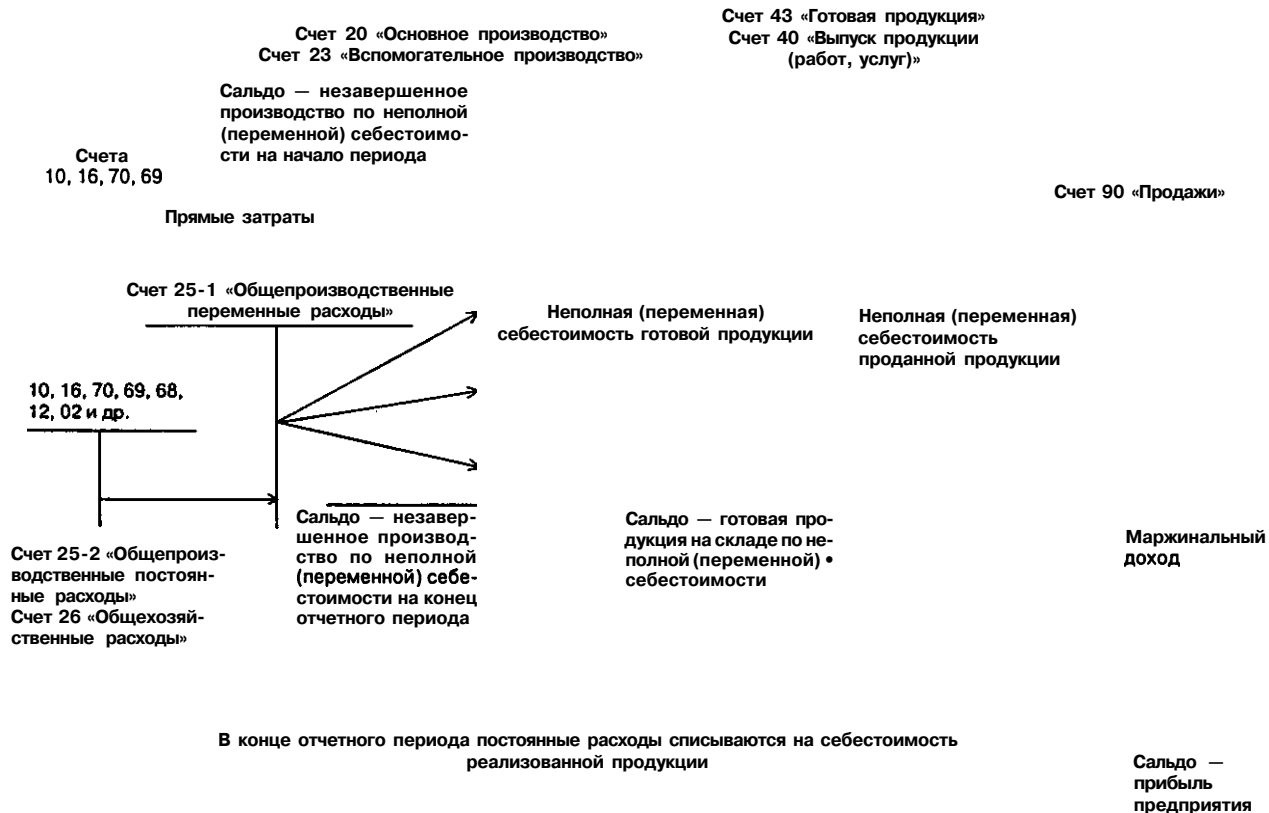 Счет 20 «Основное производство»
Счет 23 «Вспомогательное производство»
Счет 43 «Готовая продукция»
Счет 40 «Выпуск продукции
(работ, услуг)»
Сальдо — незавершенное
производство по неполной
(переменной) себестоимо-
сти на начало периода
Счета
10, 16, 70, 69
Счет 90 «Продажи»
Прямые затраты
Счет 25-1 «Общепроизводственные
переменные расходы»
Неполная (переменная)
себестоимость готовой продукции
Неполная (переменная)
себестоимость
проданной продукции
10, 16, 70, 69, 68,
12, 02 и др.
Счет 25-2 «Общепроиз-
водственные постоян-
ные расходы»
Счет 26 «Общехозяй-
ственные расходы»
Сальдо — незавер-
шенное производ-
ство по неполной
(переменной) себе-
стоимости на конец
отчетного периода
Сальдо — готовая про-
дукция на складе по не-
полной (переменной) •
себестоимости
Маржинальный
доход
В конце отчетного периода постоянные расходы списываются на себестоимость
реализованной продукции
Сальдо —
прибыль
предприятия